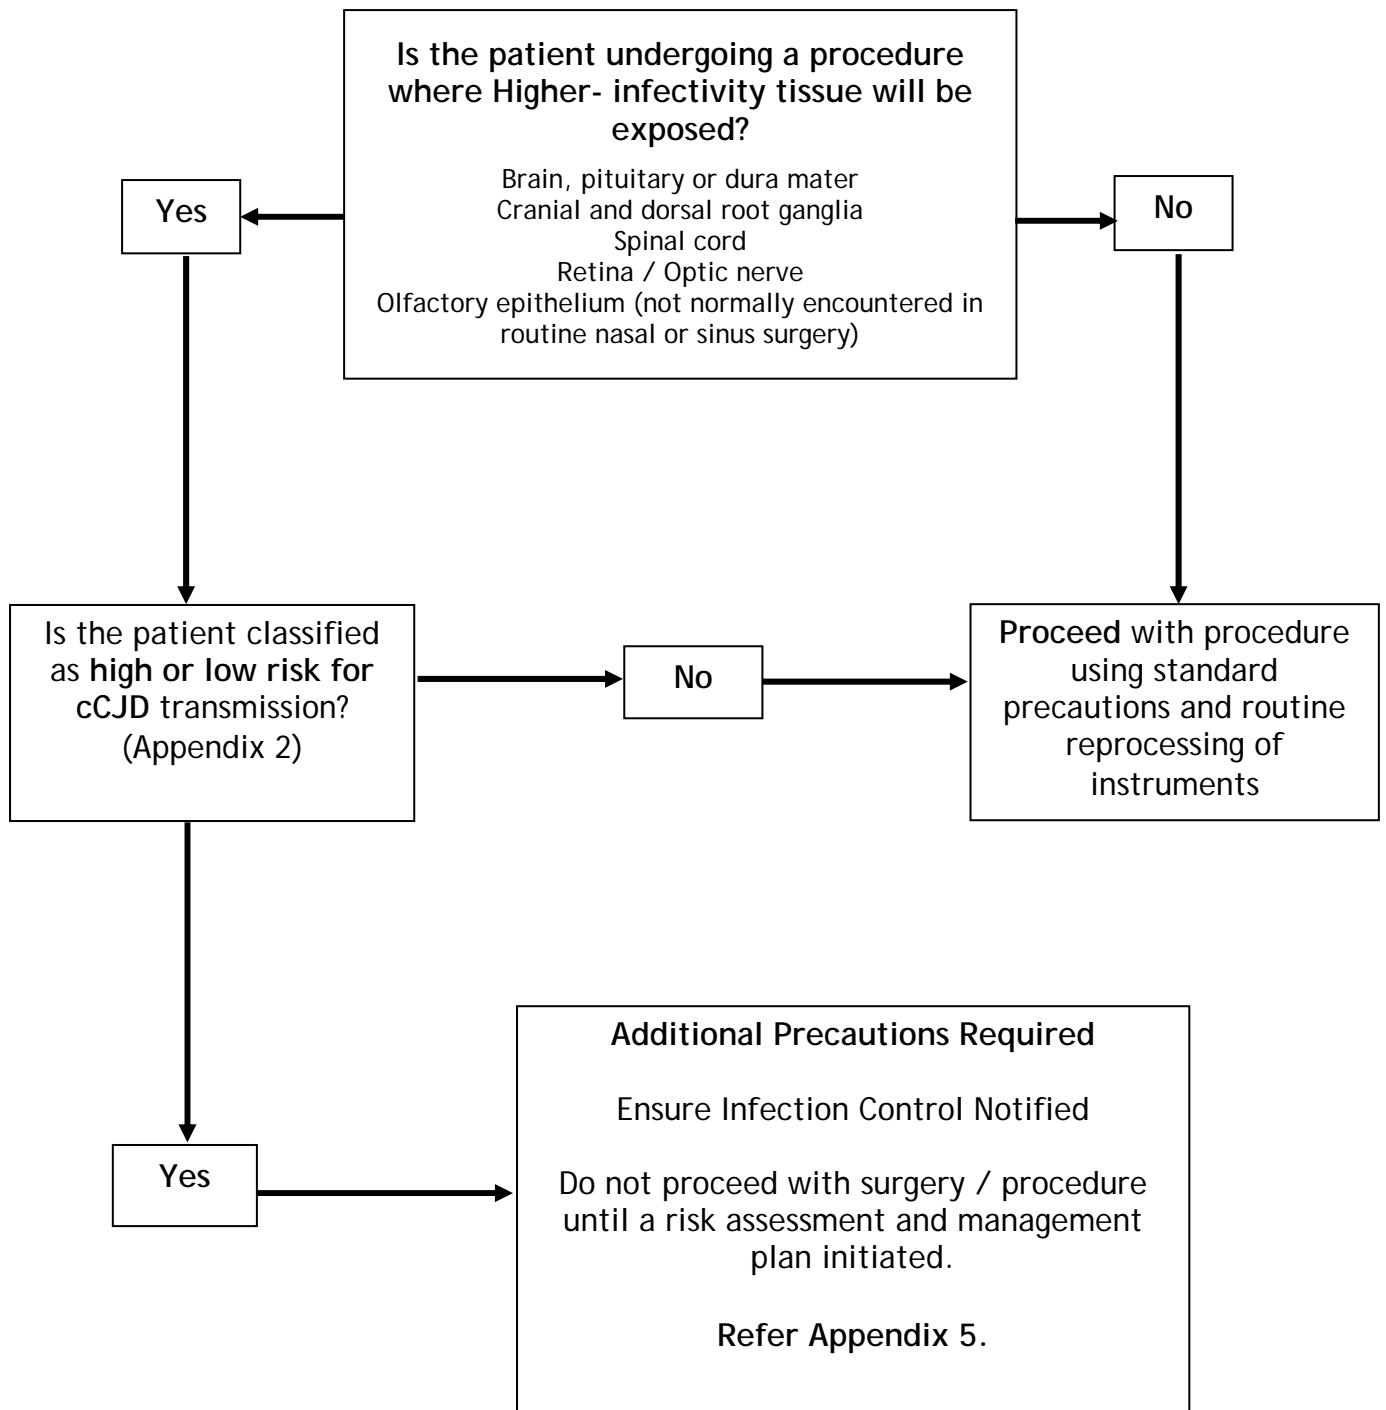 Is the patient undergoing a procedure
where Higher- infectivity tissue will be
exposed?
Brain, pituitary or dura mater
Cranial and dorsal root ganglia
Spinal cord
Retina / Optic nerve
Olfactory epithelium (not normally encountered in
routine nasal or sinus surgery)
Yes
No
Is the patient classified
as high or low risk for
cCJD transmission?
(Appendix 2)
No
Proceed with procedure
using standard
precautions and routine
reprocessing of
instruments
Yes
Additional Precautions Required
Ensure Infection Control Notified
Do not proceed with surgery / procedure
until a risk assessment and management
plan initiated.
Refer Appendix 5.